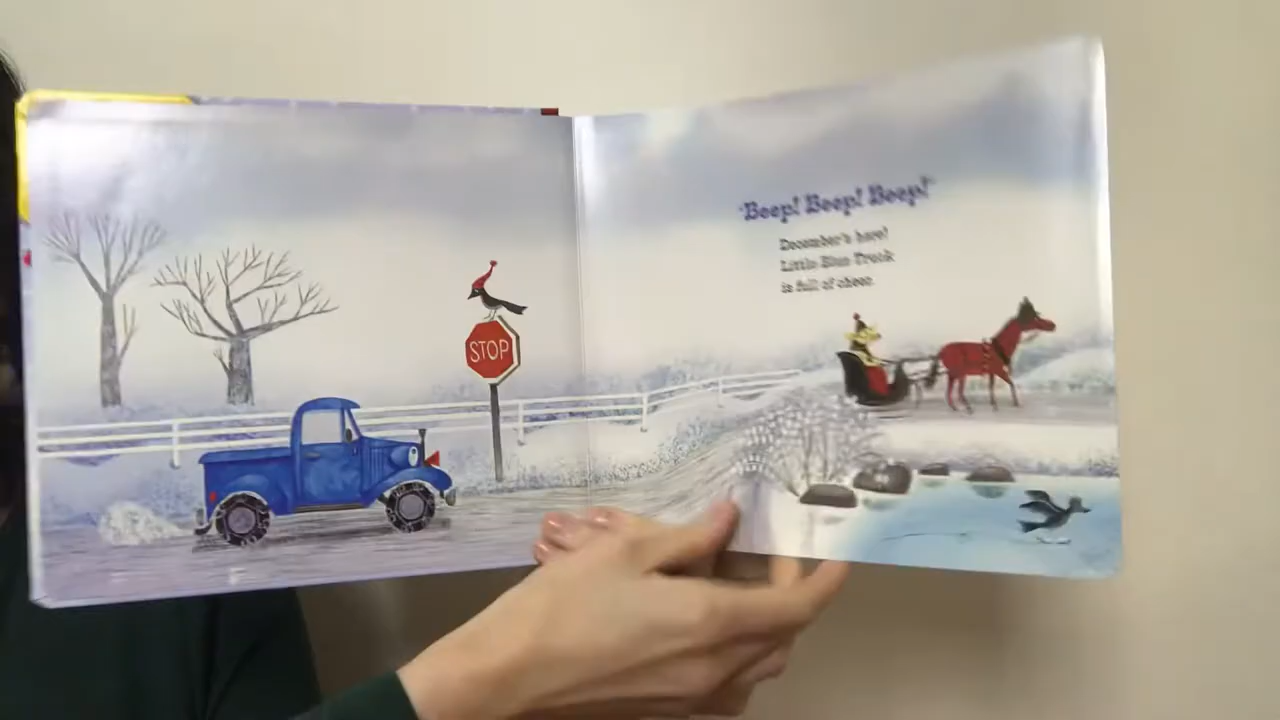 STOP
"Beep! Beep! Beep!"
December's here!
Little Blue Truck
is full of cheer.